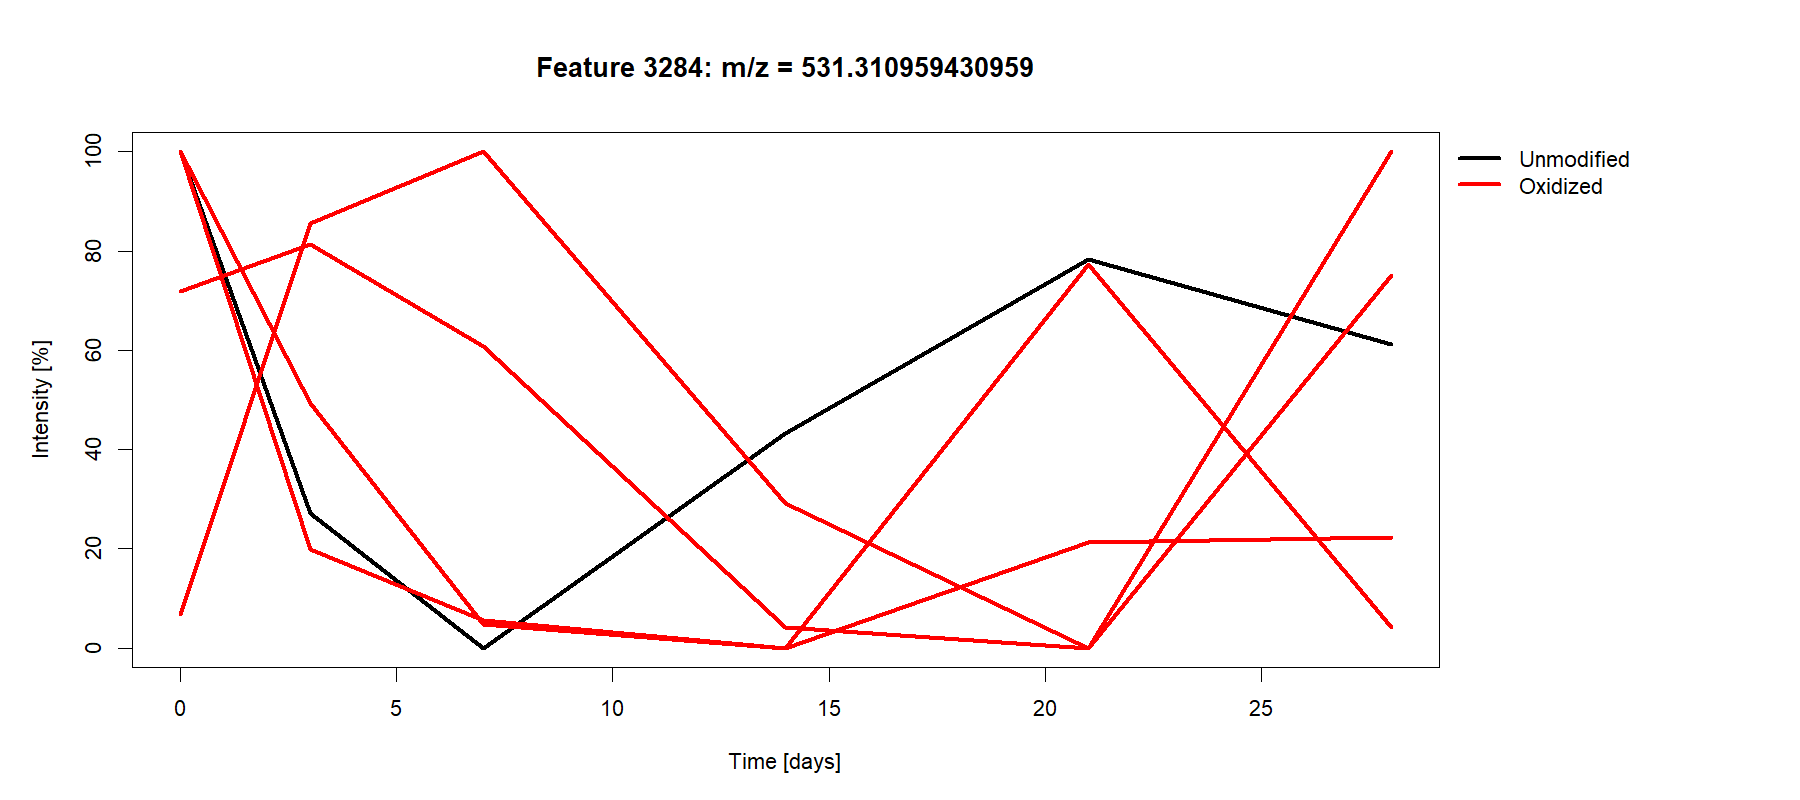 Feature 3284: m/z = 531.310959430959
Unmodified
Oxidized
Intensity [%]
100
80
60
40
20
0
0 5 10 15 20 25
Time [days]